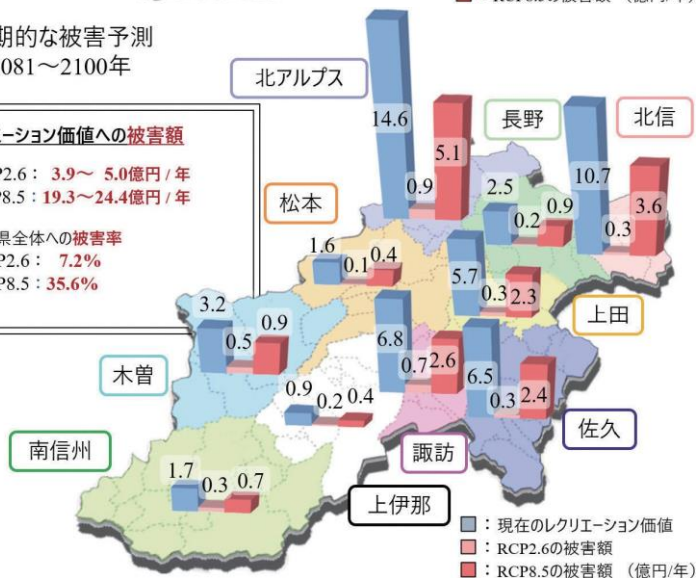 期的な被害予測
081～2100年
エーション価値への被害額
P2.6： 3.9～ 5.0億円 / 年
P8.5：19.3～24.4億円 / 年
県全体への被害率
P2.6： 7.2%
P8.5：35.6%
北アルプス
14.6
0.9
5.1
長野
2.5
0.2
0.9
北信
10.7
0.3
3.6
松本
1.6
0.1
0.4
5.7
0.3
2.3
上田
木曽
3.2
0.5
0.9
6.8
0.7
2.6
諏訪
6.5
0.3
2.4
佐久
0.9
0.2
0.4
上伊那
南信州
1.7
0.3
0.7
：現在のレクリエーション価値
：RCP2.6の被害額
：RCP8.5の被害額 （億円/年）